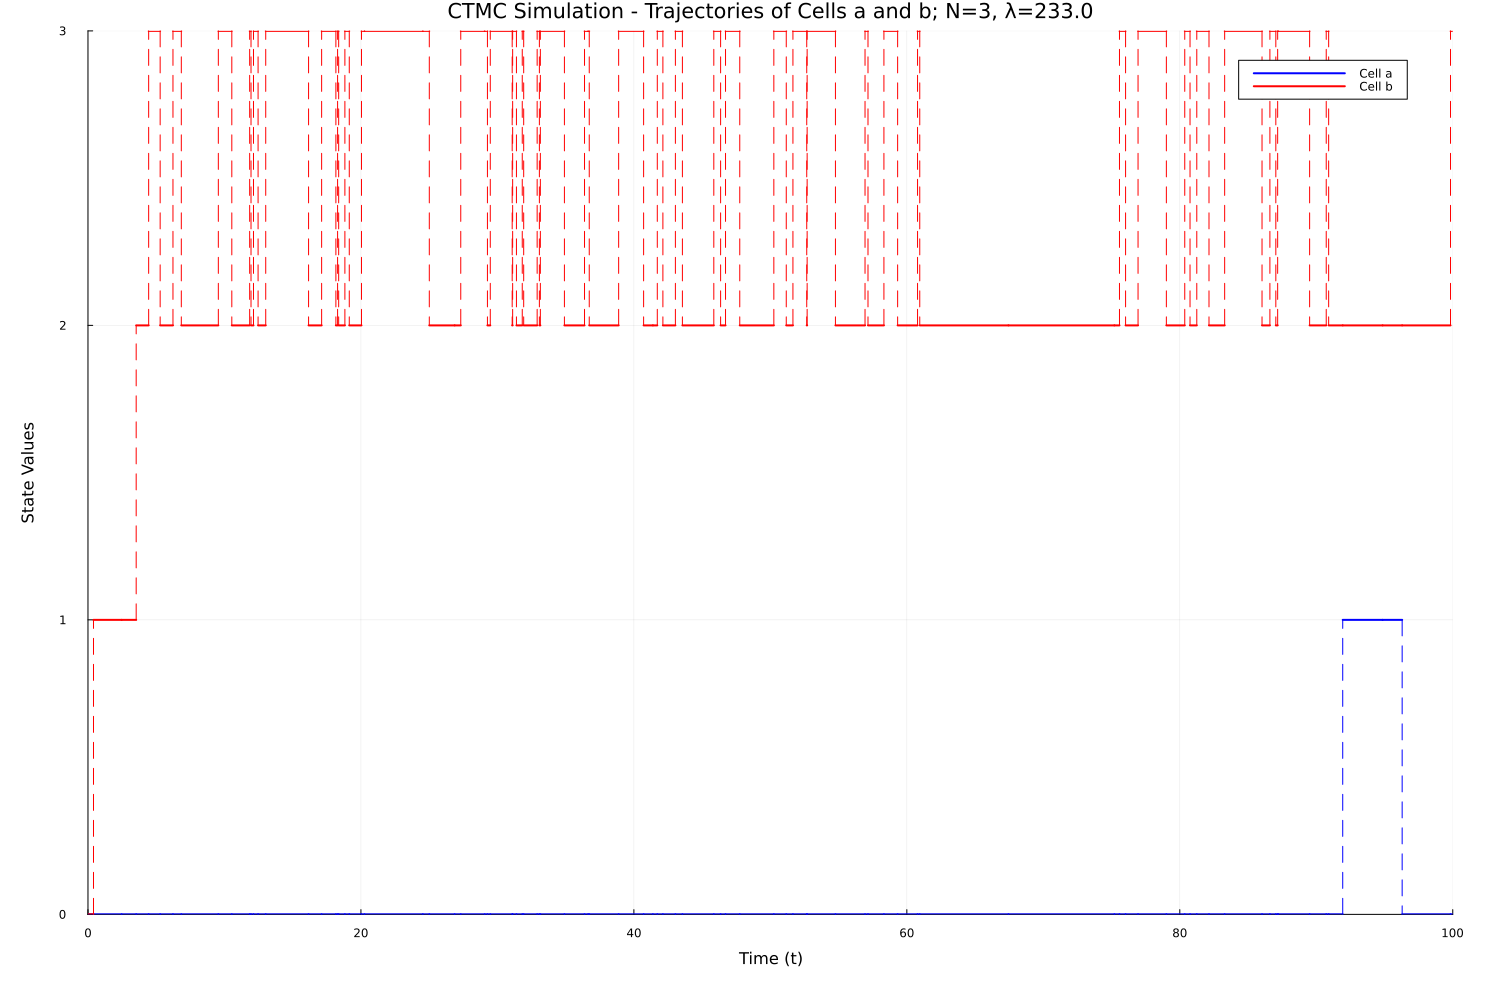 CTMC Simulation - Trajectories of Cells a and b; N=3, λ=233.0
3
Cell a
Cell b
2
State Values
1
0
0 20 40 60 80 100
Time (t)